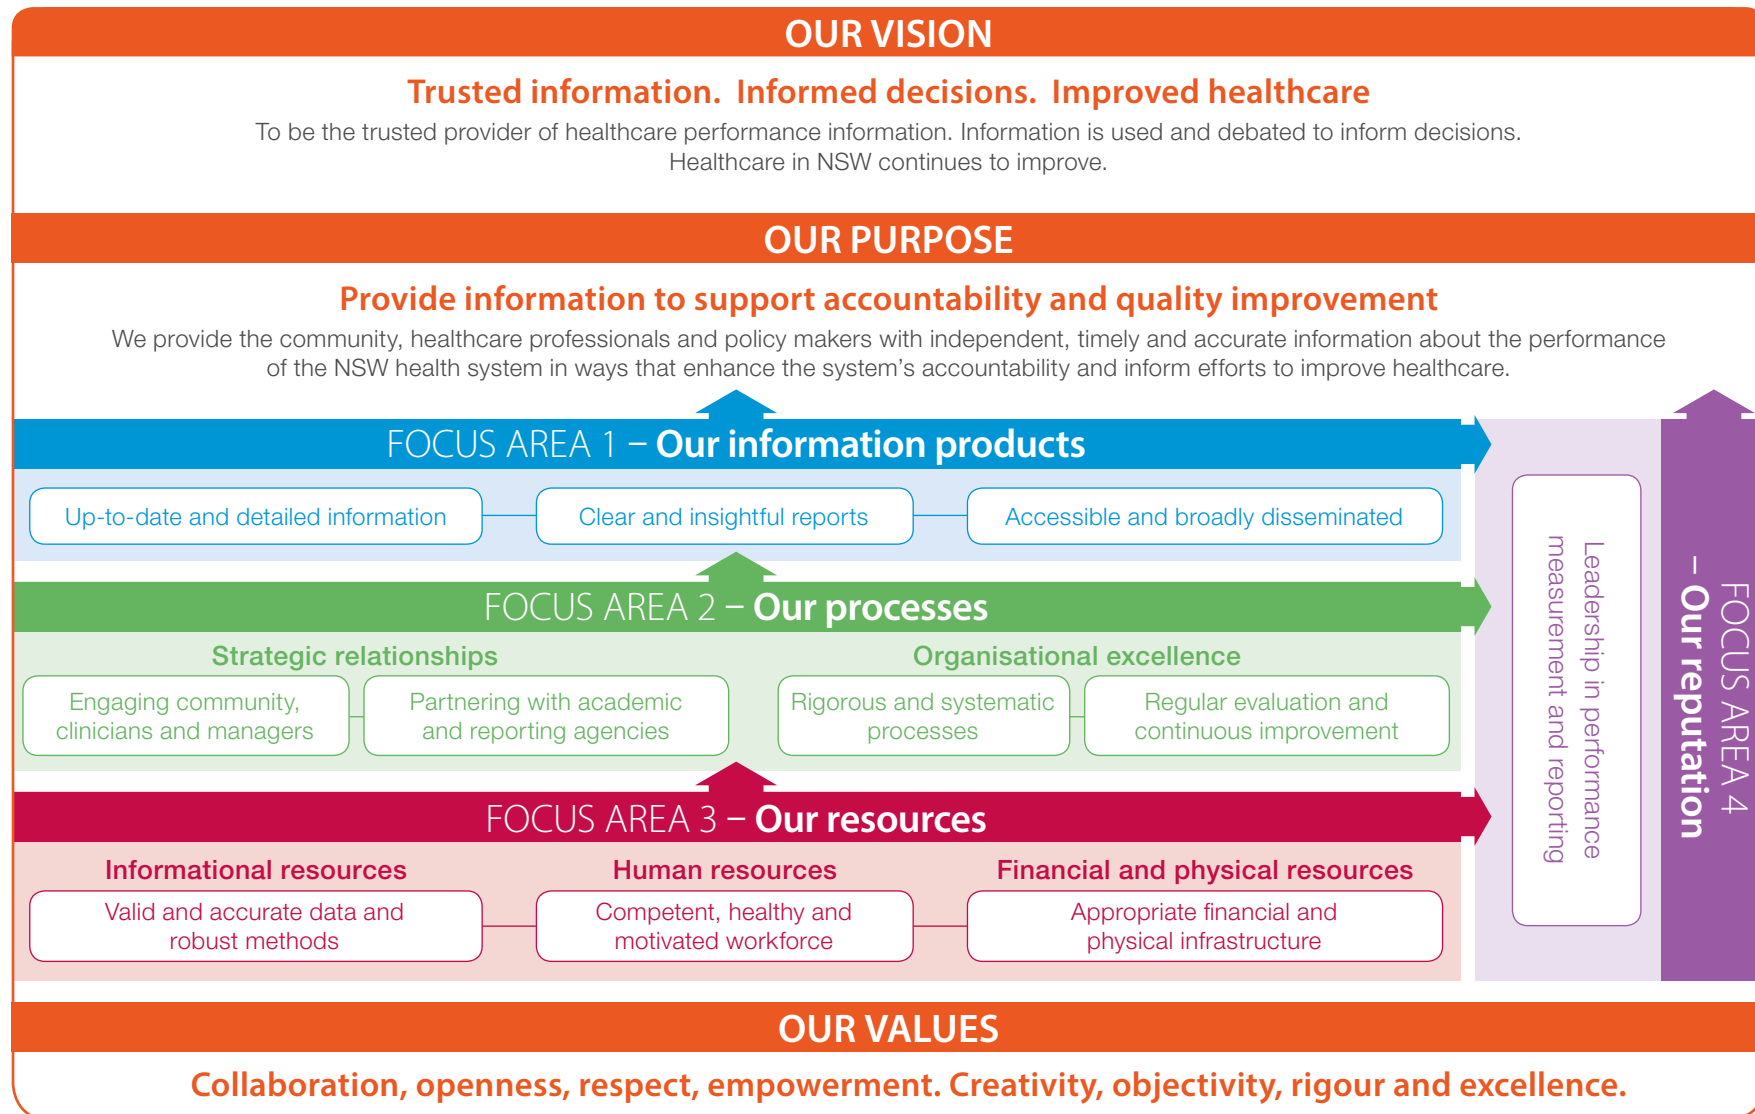 OUR VISION
Trusted information. Informed decisions. Improved healthcare
To be the trusted provider of healthcare performance information. Information is used and debated to inform decisions.
Healthcare in NSW continues to improve.
OUR PURPOSE
Provide information to support accountability and quality improvement
We provide the community, healthcare professionals and policy makers with independent, timely and accurate information about the performance
of the NSW health system in ways that enhance the system’s accountability and inform efforts to improve healthcare.
FOCUS AREA 1 – Our information products
Up-to-date and detailed information
Clear and insightful reports
Accessible and broadly disseminated
FOCUS AREA 2 – Our processes
Strategic relationships
Engaging community,
clinicians and managers
Partnering with academic
and reporting agencies
Organisational excellence
Rigorous and systematic
processes
Regular evaluation and
continuous improvement
FOCUS AREA 3 – Our resources
Informational resources
Valid and accurate data and
robust methods
Human resources
Competent, healthy and
motivated workforce
Financial and physical resources
Appropriate financial and
physical infrastructure
Leadership in performance
measurement and reporting
FOCUS AREA 4
– Our reputation
OUR VALUES
Collaboration, openness, respect, empowerment. Creativity, objectivity, rigour and excellence.